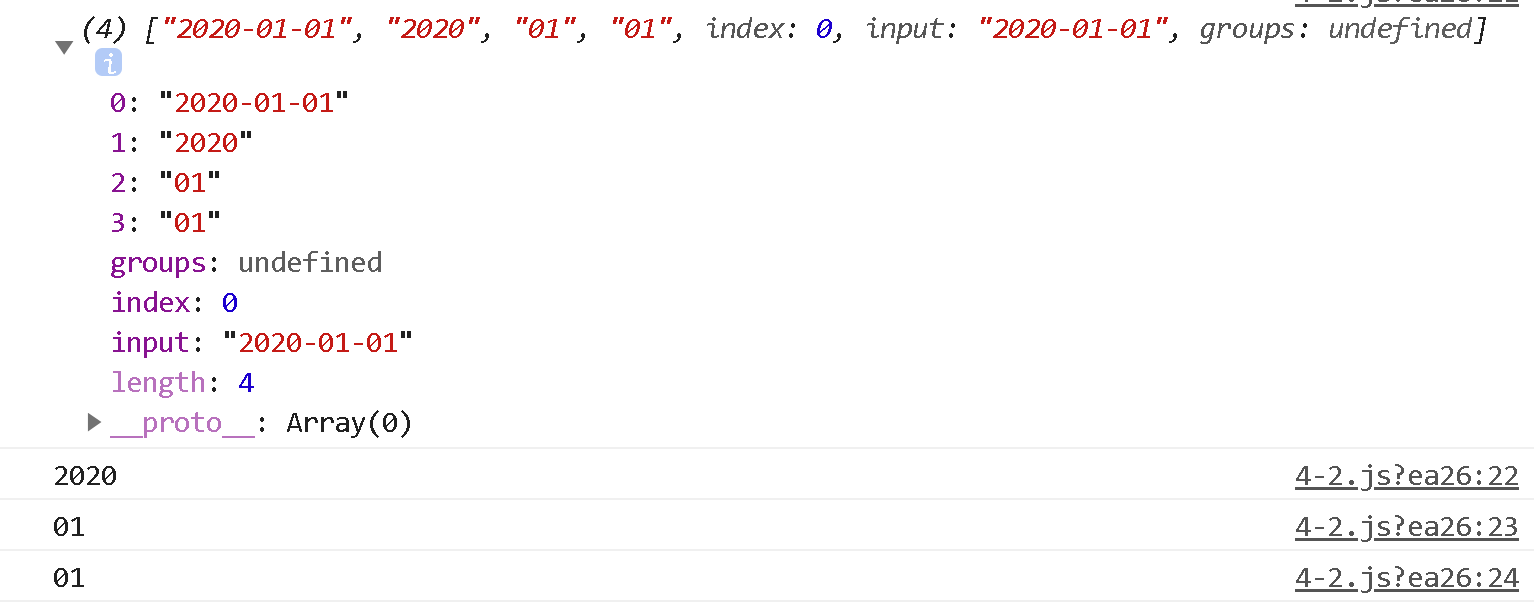 (4) ["2020-01-01", "2020", "01", "01", index: 0, input: "2020-01-01", groups: undefined]
i
0: "2020-01-01"
1: "2020"
2: "01"
3: "01"
groups: undefined
index: 0
input: "2020-01-01"
length: 4
__proto__: Array(0)
2020 4-2.js?ea26:22
01 4-2.js?ea26:23
01 4-2.js?ea26:24